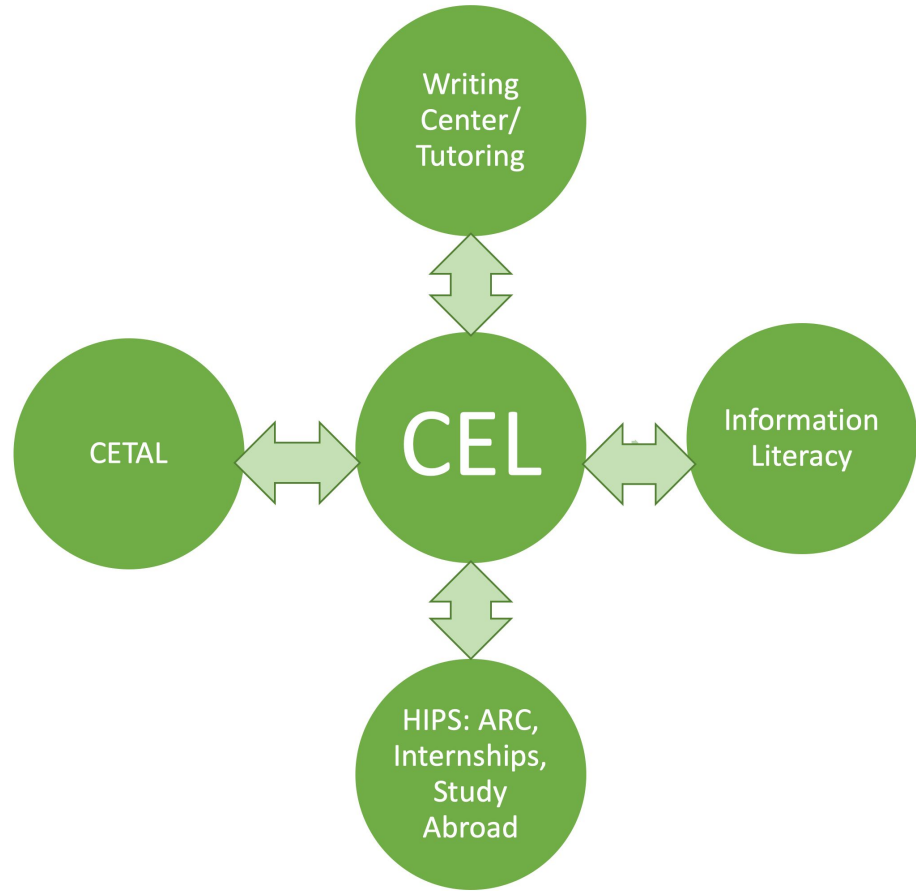 Writing
Center/
Tutoring
CETAL
CEL
Information
Literacy
HIPS: ARC,
Internships,
Study
Abroad